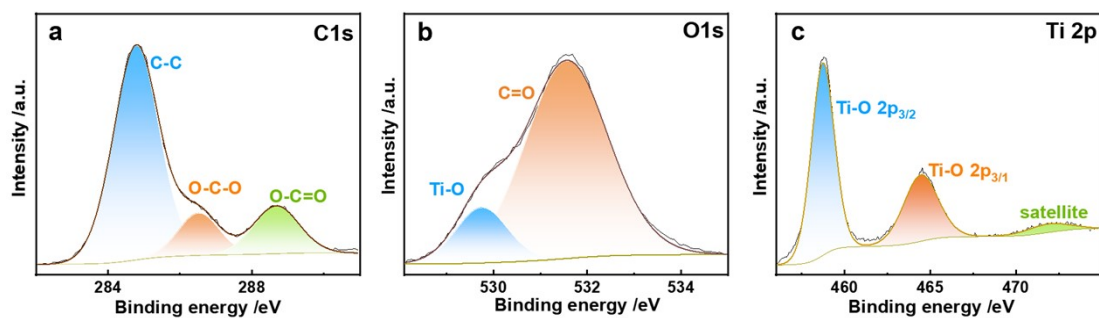 a
C1s
C-C
O-C-O
O-C=O
Intensity /a.u.
284
288
Binding energy /eV
b
O1s
C=O
Ti-O
Intensity /a.u.
530
532
534
Binding energy /eV
c
Ti 2p
Ti-O 2p3/2
Ti-O 2p3/1
satellite
Intensity /a.u.
460
465
470
Binding energy /eV